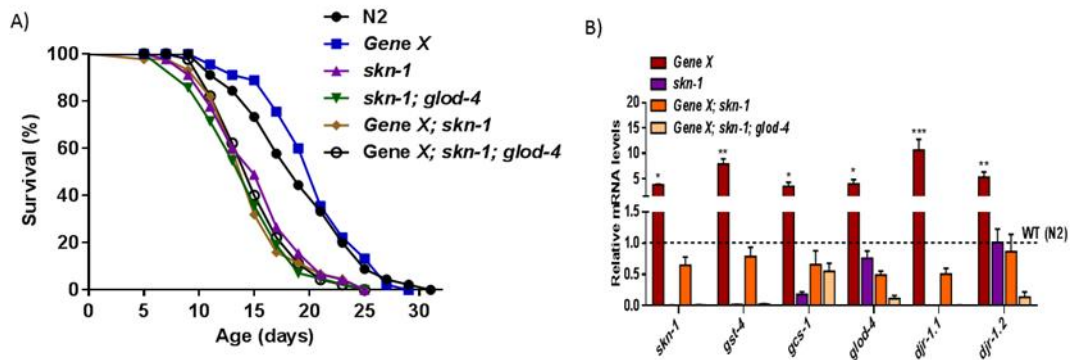 A)
N2
Gene X
skn-1
skn-1; glod-4
Gene X; skn-1
Gene X; skn-1; glod-4
100
80
60
40
20
0
Survival (%)
0 5 10 15 20 25 30
Age (days)
B)
Gene X
skn-1
Gene X; skn-1
Gene X; skn-1; glod-4
Relative mRNA levels
20
15
10
5
1.5
1.0
0.5
0.0
* ** * * *** **
WT (N2)
skn-1 gst-4 gcs-1 glod-4 djr-1.1 djr-1.2